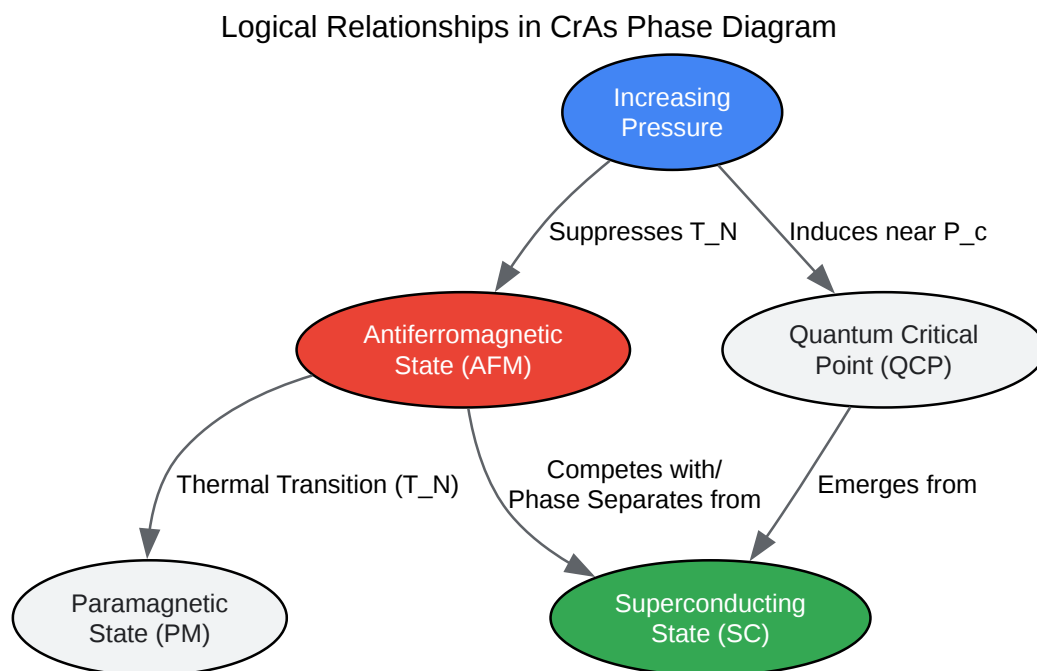 Logical Relationships in CrAs Phase Diagram
Increasing
Pressure
Suppresses T_N
Induces near P_c
Antiferromagnetic
State (AFM)
Quantum Critical
Point (QCP)
Thermal Transition (T_N)
Competes with/
Phase Separates from
Emerges from
Paramagnetic
State (PM)
Superconducting
State (SC)